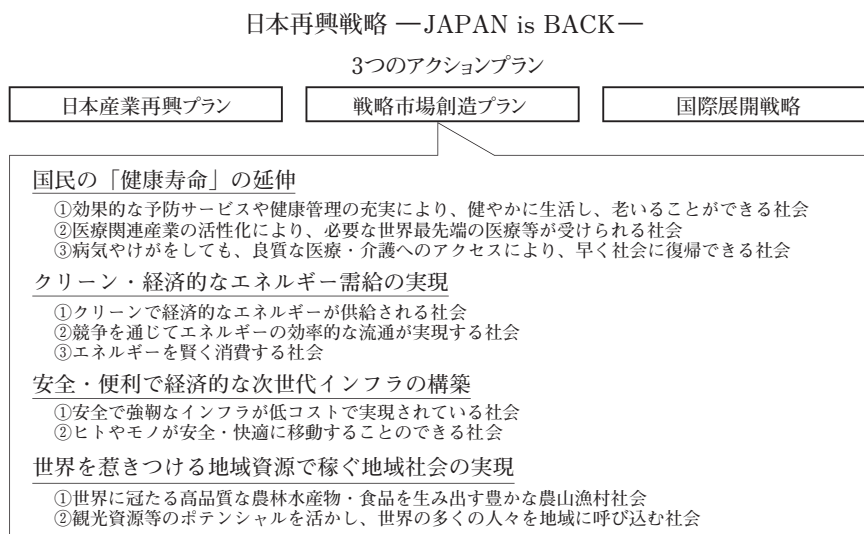 日本再興戦略 ―JAPAN is BACK―
3つのアクションプラン
日本産業再興プラン
戦略市場創造プラン
国際展開戦略
国民の「健康寿命」の延伸
①効果的な予防サービスや健康管理の充実により、健やかに生活し、老いることができる社会
②医療関連産業の活性化により、必要な世界最先端の医療等が受けられる社会
③病気やけがをしても、良質な医療・介護へのアクセスにより、早く社会に復帰できる社会
クリーン・経済的なエネルギー需給の実現
①クリーンで経済的なエネルギーが供給される社会
②競争を通じてエネルギーの効率的な流通が実現する社会
③エネルギーを賢く消費する社会
安全・便利で経済的な次世代インフラの構築
①安全で強靭なインフラが低コストで実現されている社会
②ヒトやモノが安全・快適に移動することのできる社会
世界を惹きつける地域資源で稼ぐ地域社会の実現
①世界に冠たる高品質な農林水産物・食品を生み出す豊かな農山漁村社会
②観光資源等のポテンシャルを活かし、世界の多くの人々を地域に呼び込む社会